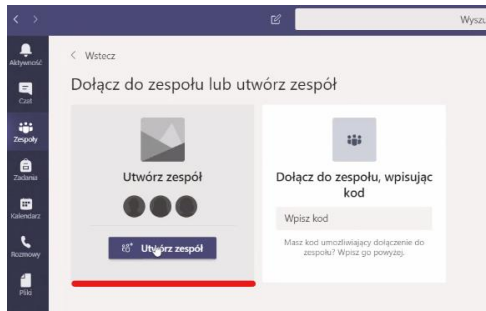 Wyszu
Aktywność
Czat
Zespoły
Zadania
Kalendarz
Rozmowy
Pliki
Wstecz
Dołącz do zespołu lub utwórz zespół
Utwórz zespół
Utwórz zespół
Dołącz do zespołu, wpisując
kod
Wpisz kod
Masz kod umożliwiający dołączenie do
zespołu? Wpisz go powyżej.